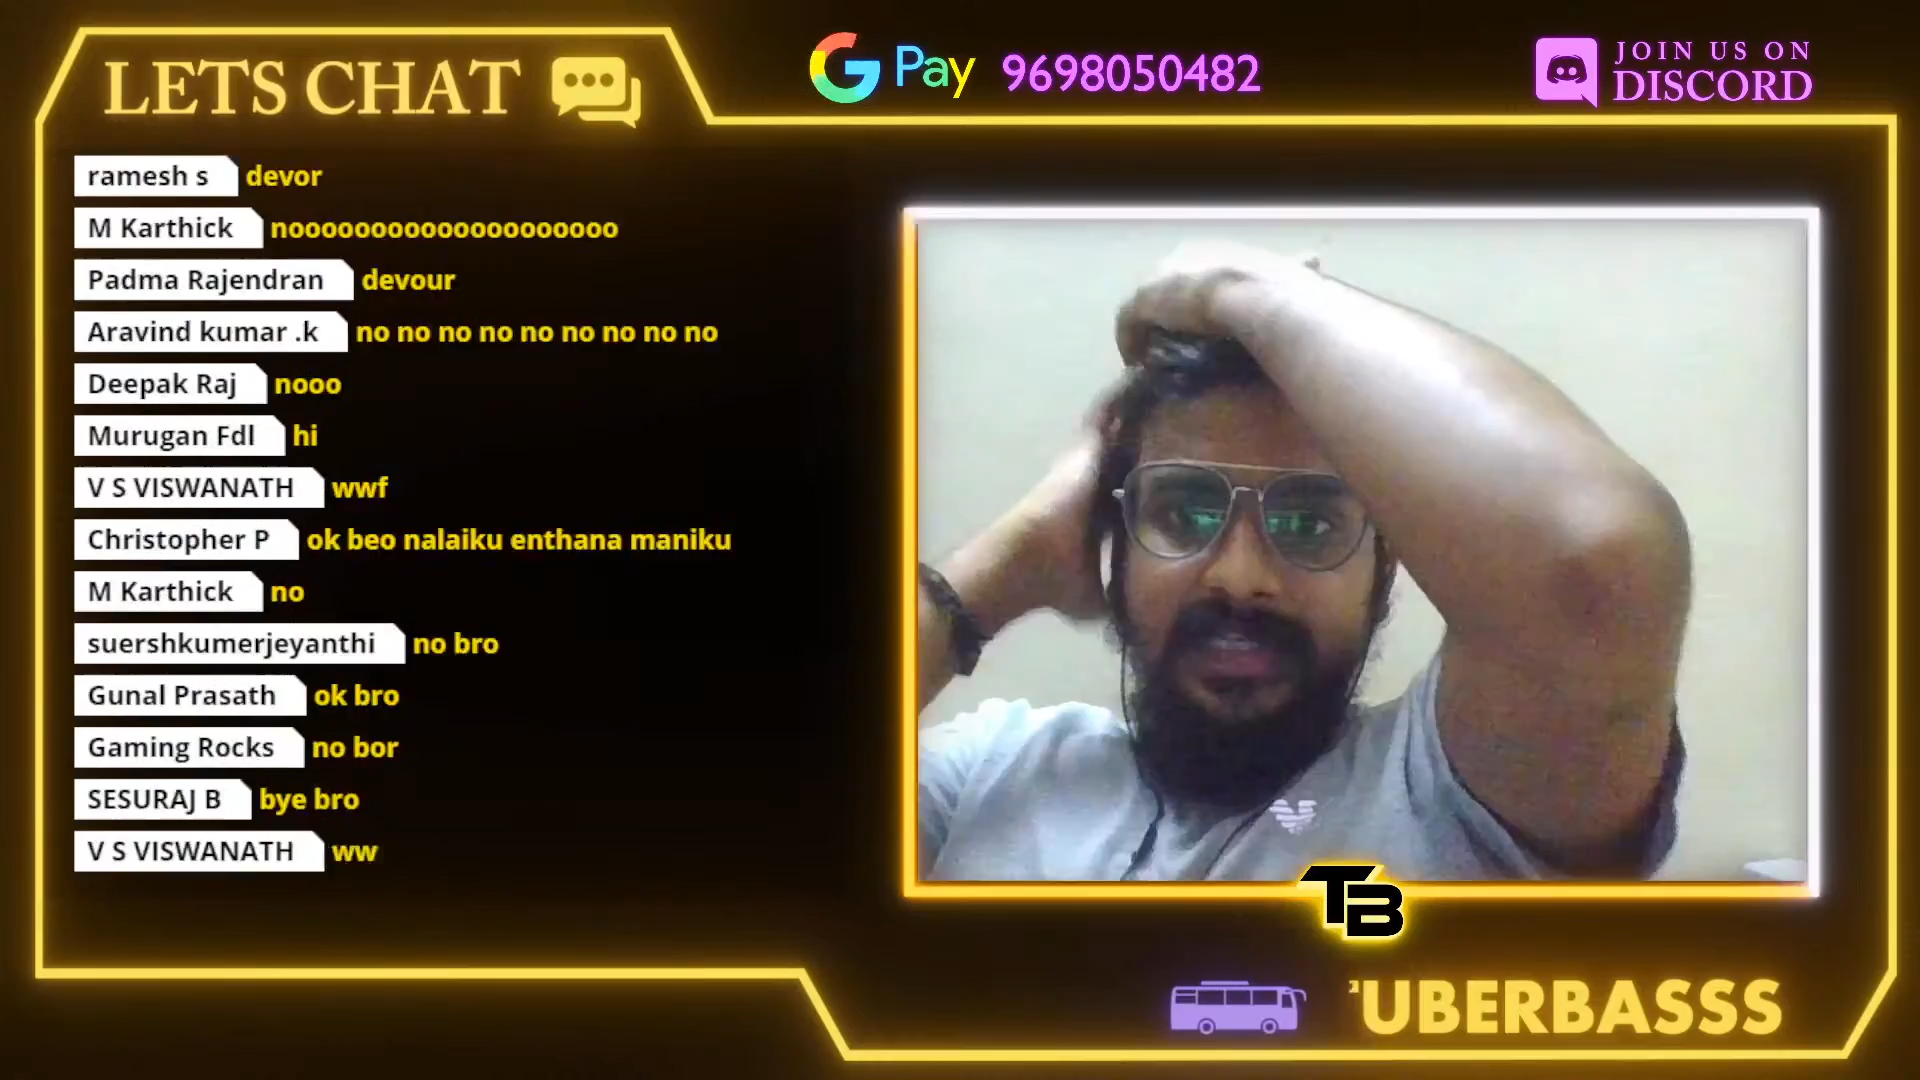 LETS CHAT
G Pay 9698050482
JOIN US ON
DISCORD
ramesh s devor
M Karthick noooooooooooooooooooo
Padma Rajendran devour
Aravind kumar .k no no no no no no no no no
Deepak Raj nooo
Murugan Fdl hi
V S VISWANATH wwf
Christopher P ok beo nalaiku enthana maniku
M Karthick no
suershkumerjeyanthi no bro
Gunal Prasath ok bro
Gaming Rocks no bor
SESURAJ B bye bro
V S VISWANATH ww
TB
UBERBASSS